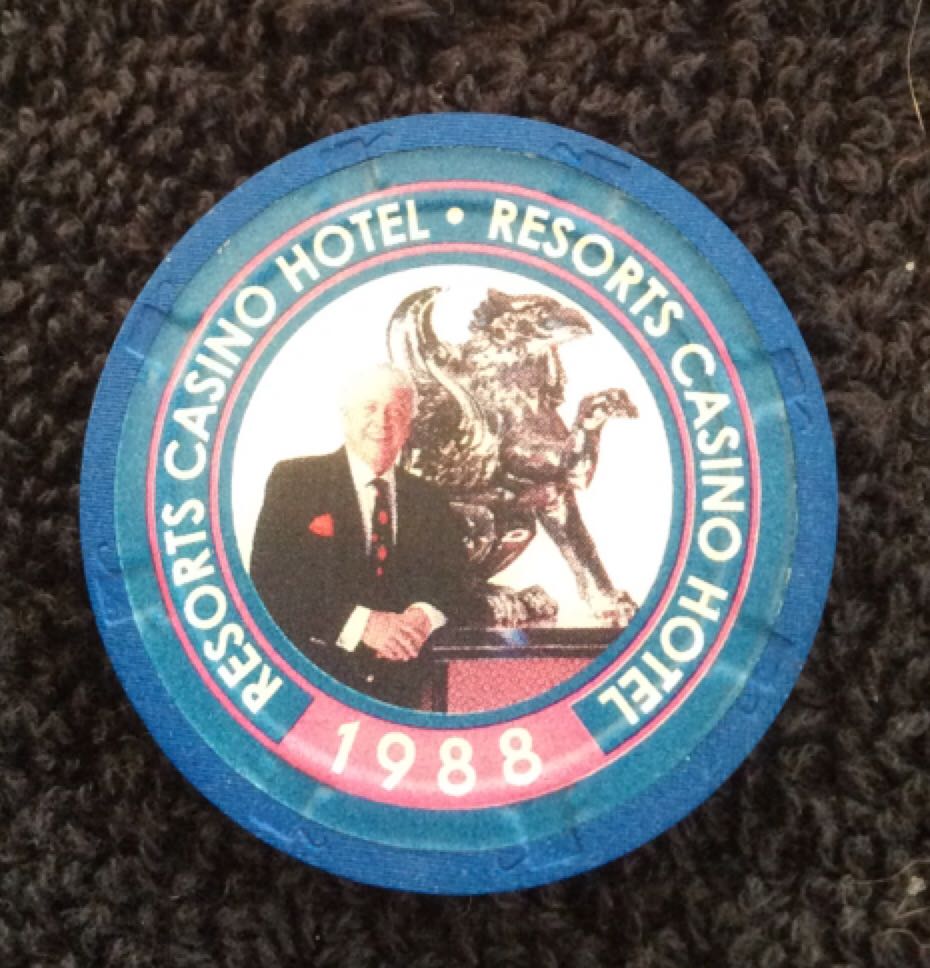 RESORTS CASINO HOTEL • RESORTS CASINO HOTEL
1988